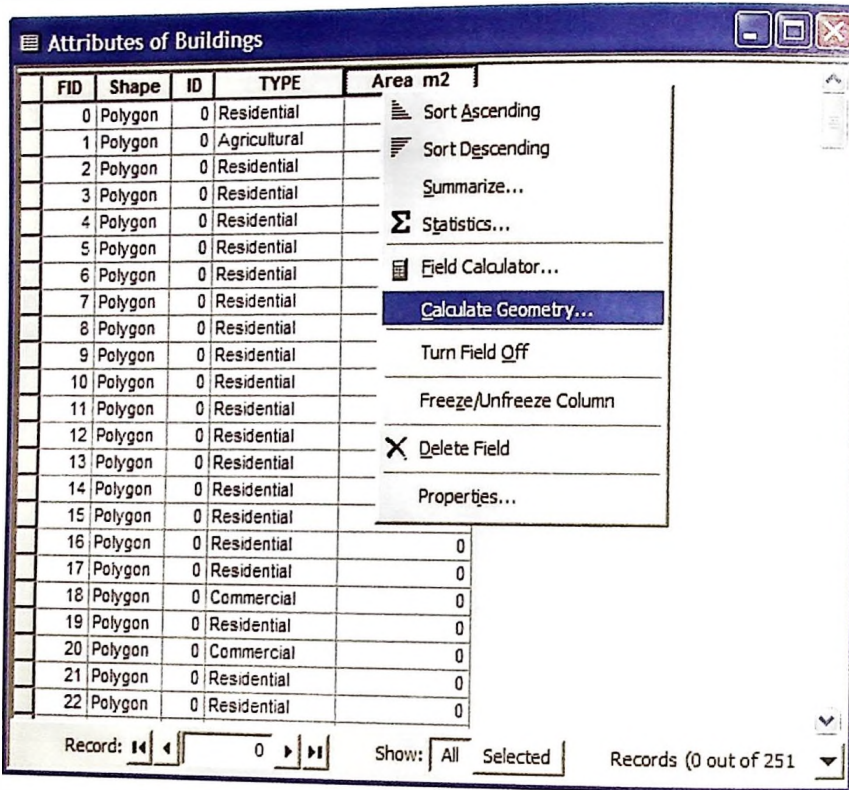 Attributes of Buildings
FID Shape ID TYPE Area m2
0 Polygon 0 Residential
1 Polygon 0 Agricultural
2 Polygon 0 Residential
3 Polygon 0 Residential
4 Polygon 0 Residential
5 Polygon 0 Residential
6 Polygon 0 Residential
7 Polygon 0 Residential
8 Polygon 0 Residential
9 Polygon 0 Residential
10 Polygon 0 Residential
11 Polygon 0 Residential
12 Polygon 0 Residential
13 Polygon 0 Residential
14 Polygon 0 Residential
15 Polygon 0 Residential
16 Polygon 0 Residential 0
17 Polygon 0 Residential 0
18 Polygon 0 Commercial 0
19 Polygon 0 Residential 0
20 Polygon 0 Commercial 0
21 Polygon 0 Residential 0
22 Polygon 0 Residential 0
Sort Ascending
Sort Descending
Summarize...
Σ Statistics...
Field Calculator...
Calculate Geometry...
Turn Field Off
Freeze/Unfreeze Column
Delete Field
Properties...
Record: 0 Show: All Selected Records (0 out of 251